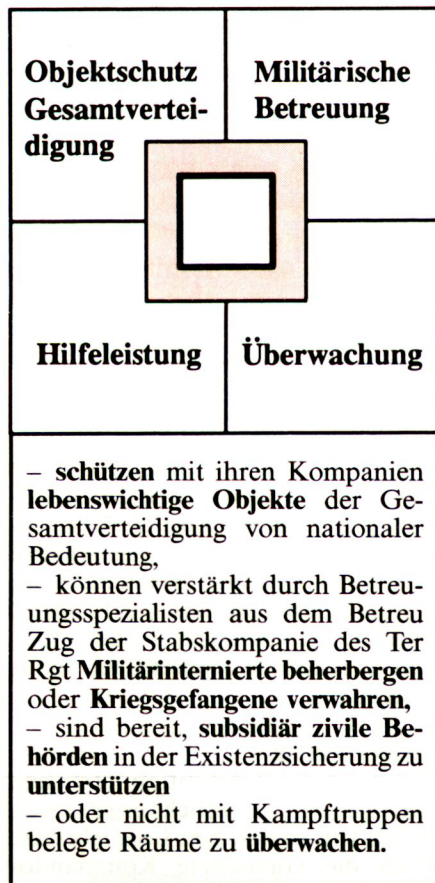 Objektschutz
Gesamtvertei-
digung
Militärische
Betreuung
Hilfeleistung
Überwachung
– schützen mit ihren Kompanien
lebenswichtige Objekte der Ge-
samtverteidigung von nationaler
Bedeutung,
– können verstärkt durch Betreu-
ungsspezialisten aus dem Betreu
Zug der Stabskompanie des Ter
Rgt Militärinternierte beherbergen
oder Kriegsgefangene verwahren,
– sind bereit, subsidiär zivile Be-
hörden in der Existenzsicherung zu
unterstützen
– oder nicht mit Kampftruppen
belegte Räume zu überwachen.